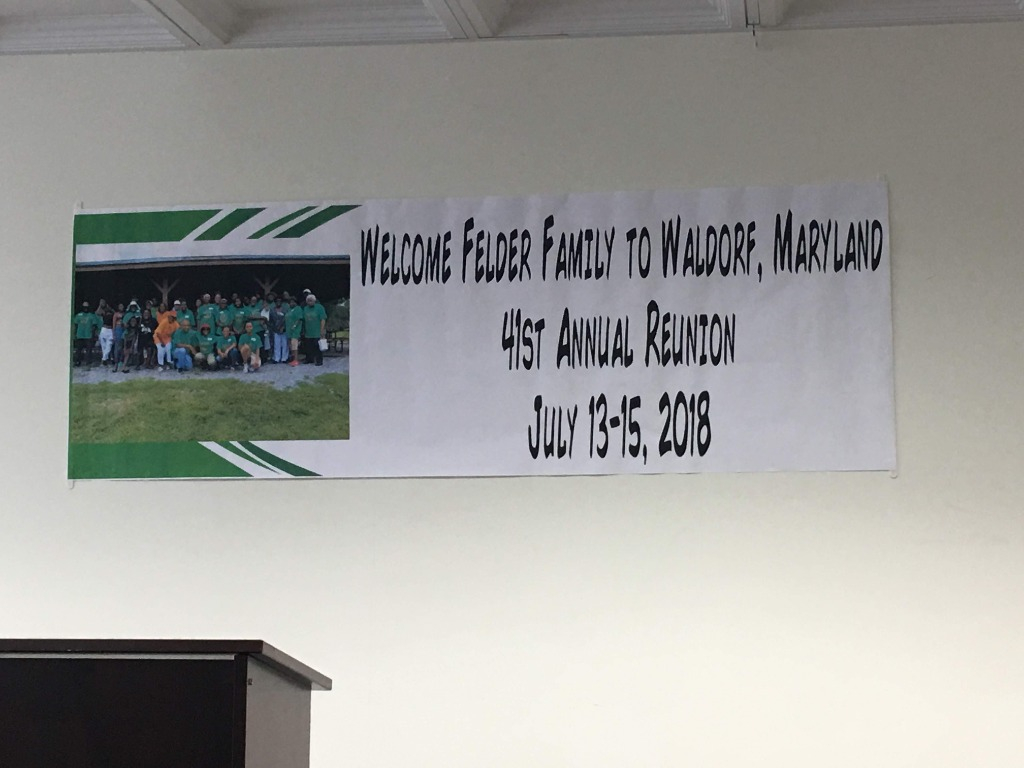 Welcome Felder Family to Waldorf, Maryland
41st Annual Reunion
July 13-15, 2018